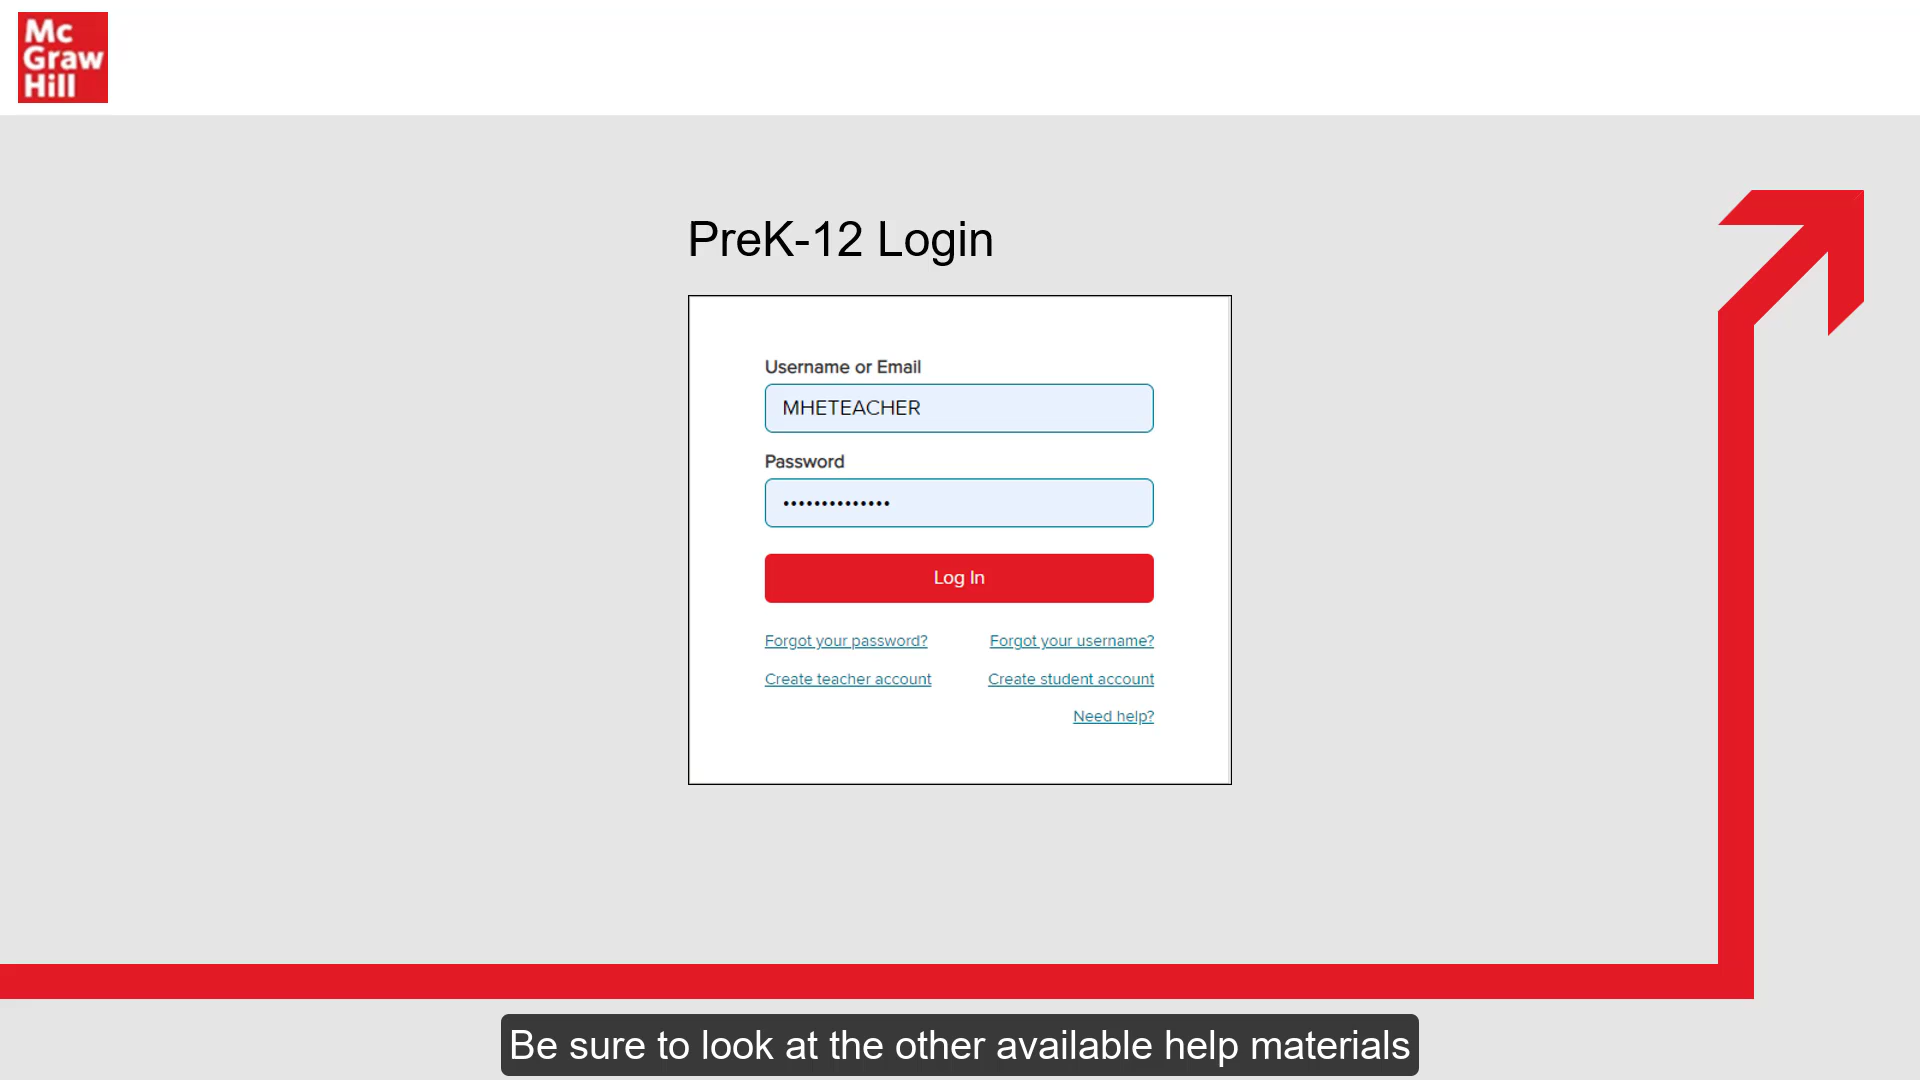 Mc
Graw
Hill
PreK-12 Login
Username or Email
MHETEACHER
Password
••••••••••••••
Log In
Forgot your password? Forgot your username?
Create teacher account Create student account
Need help?
Be sure to look at the other available help materials